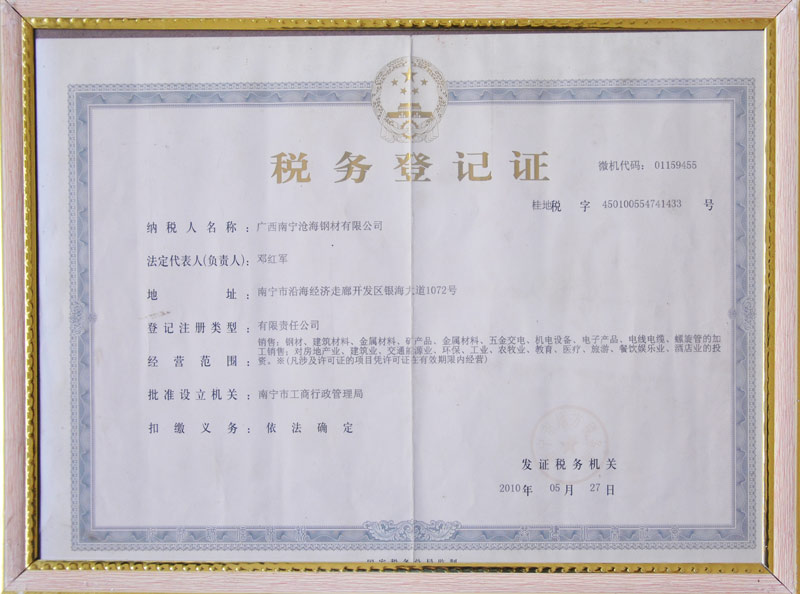 税务登记证
微机代码：01159455
桂地税 字 450100554741433 号
纳税人名称：广西南宁沧海钢材有限公司
法定代表人(负责人)：邓红军
地址：南宁市沿海经济走廊开发区银海大道1072号
登记注册类型：有限责任公司
经营范围：销售：钢材、建筑材料、金属材料、矿产品、金属材料、五金交电、机电设备、电子产品、电线电缆、螺旋管的加
工销售；对房地产业、建筑业、交通能源业、环保、工业、农牧业、教育、医疗、旅游、餐饮娱乐业、酒店业的投
资。※(凡涉及许可证的项目凭许可证在有效期限内经营)
批准设立机关：南宁市工商行政管理局
扣缴义务：依法确定
发证税务机关
2010年 05月 27日
国家税务总局监制